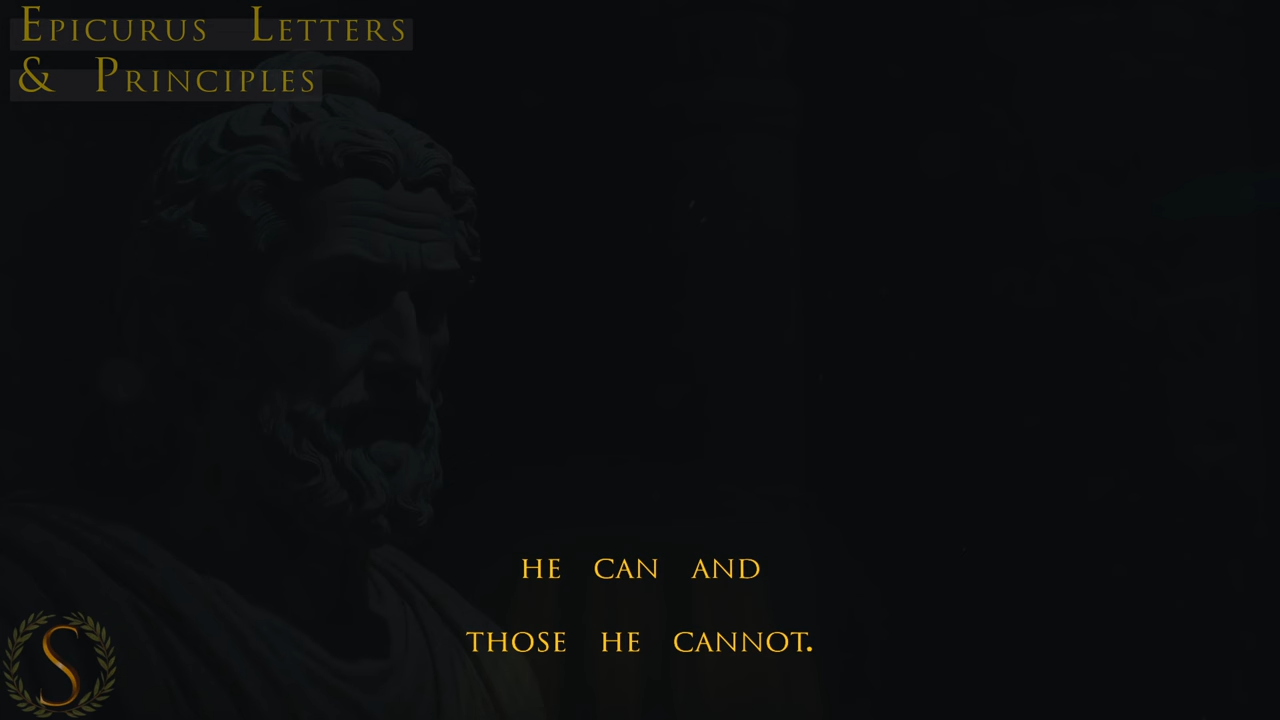 Epicurus Letters
& Principles
HE CAN AND
THOSE HE CANNOT.
S